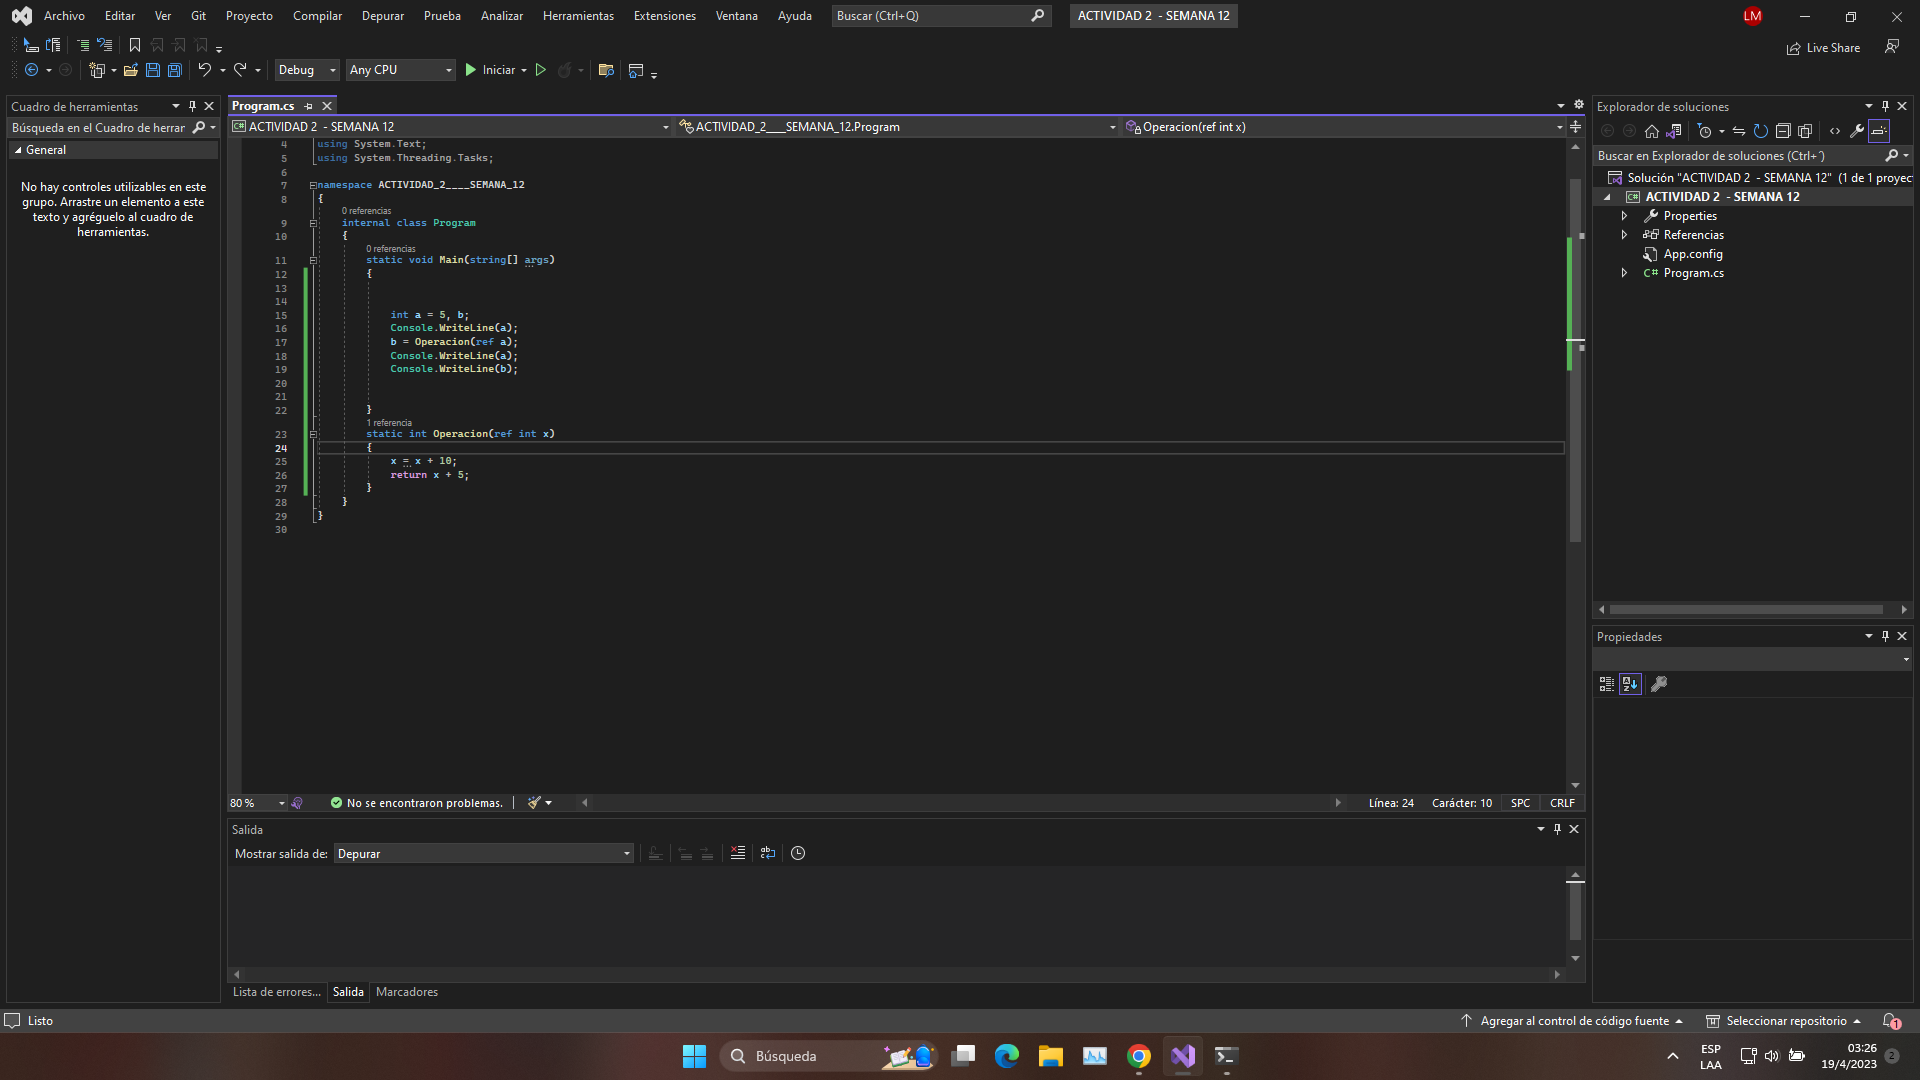 Archivo Editar Ver Git Proyecto Compilar Depurar Prueba Analizar Herramientas Extensiones Ventana Ayuda Buscar (Ctrl+Q) ACTIVIDAD 2 - SEMANA 12 LM
Live Share
Debug Any CPU Iniciar
Cuadro de herramientas
Búsqueda en el Cuadro de herrar
General
No hay controles utilizables en este
grupo. Arrastre un elemento a este
texto y agréguelo al cuadro de
herramientas.
Program.cs
ACTIVIDAD 2 - SEMANA 12 ACTIVIDAD_2___SEMANA_12.Program Operacion(ref int x)
4 using System.Text;
5 using System.Threading.Tasks;
6
7 namespace ACTIVIDAD_2____SEMANA_12
8 {
0 referencias
9 internal class Program
10 {
0 referencias
11 static void Main(string[] args)
12 {
13
14
15 int a = 5, b;
16 Console.WriteLine(a);
17 b = Operacion(ref a);
18 Console.WriteLine(a);
19 Console.WriteLine(b);
20
21
22 }
1 referencia
23 static int Operacion(ref int x)
24 {
25 x = x + 10;
26 return x + 5;
27 }
28 }
29 }
30
80 % No se encontraron problemas. Línea: 24 Carácter: 10 SPC CRLF
Salida
Mostrar salida de: Depurar
Lista de errores... Salida Marcadores
Explorador de soluciones
Buscar en Explorador de soluciones (Ctrl+´)
Solución "ACTIVIDAD 2 - SEMANA 12" (1 de 1 proyec
ACTIVIDAD 2 - SEMANA 12
Properties
Referencias
App.config
C# Program.cs
Propiedades
Listo Agregar al control de código fuente Seleccionar repositorio 1
Búsqueda
ESP
LAA
03:26
19/4/2023
2